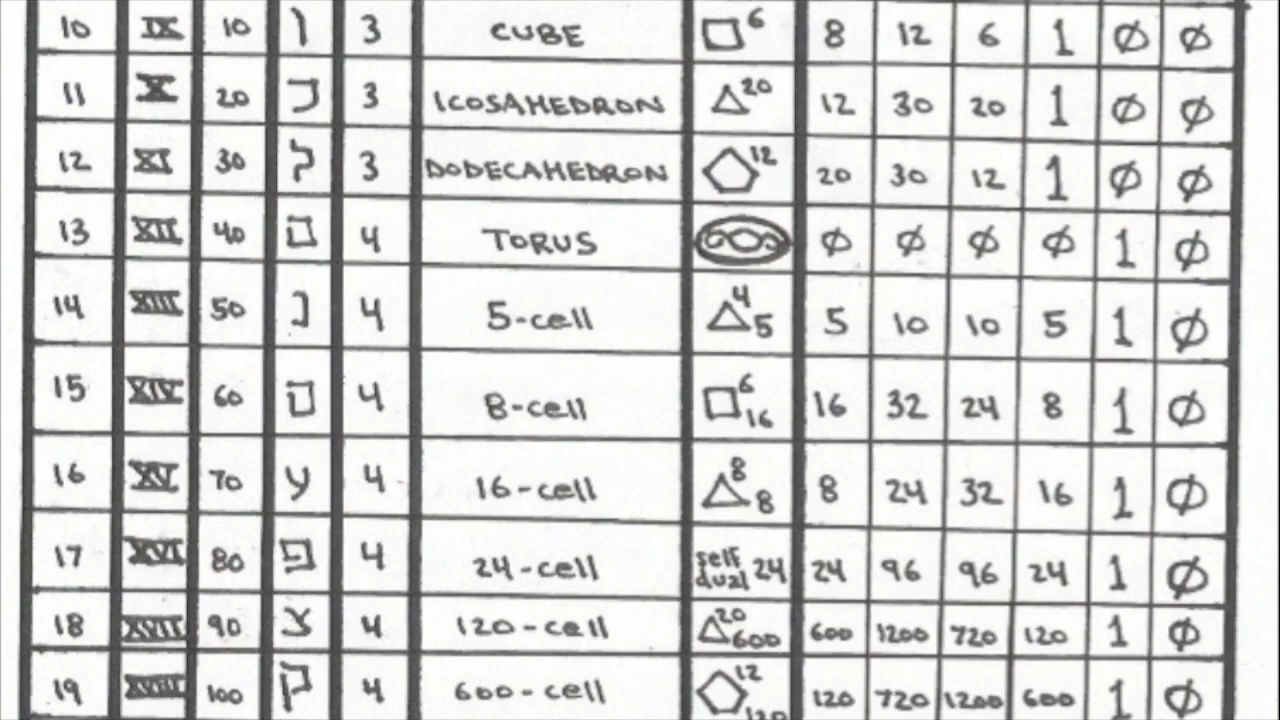 10 IX 10 ו 3 CUBE □6 8 12 6 1 Ø Ø
11 X 20 כ 3 ICOSAHEDRON △20 12 30 20 1 Ø Ø
12 XI 30 ל 3 DODECAHEDRON ⬠12 20 30 12 1 Ø Ø
13 XII 40 מ 4 TORUS Ø Ø Ø Ø 1 Ø
14 XIII 50 נ 4 5-cell △4 5 5 10 10 5 1 Ø
15 XIV 60 ס 4 8-cell □6 16 16 32 24 8 1 Ø
16 XV 70 ע 4 16-cell △8 8 8 24 32 16 1 Ø
17 XVI 80 פ 4 24-cell self dual 24 24 96 96 24 1 Ø
18 XVII 90 צ 4 120-cell △20 600 600 1200 720 120 1 Ø
19 XVIII 100 ק 4 600-cell ⬠12 120 120 720 1200 600 1 Ø